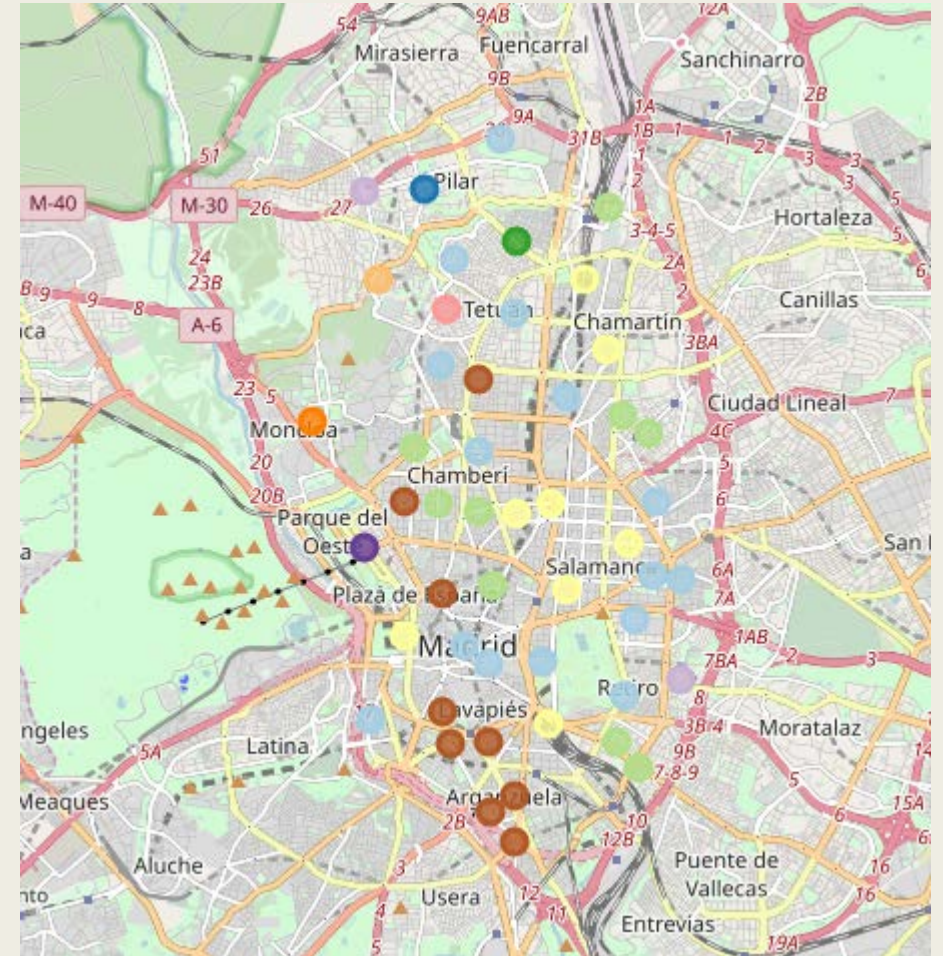 9AB
12A
54
Mirasierra
Fuencarral
Sanchinarro
9B
2B
9A
1A
31B
1B
1
1
2
3
3
3
51
1
2
Pilar
5
M-40
M-30
26
27
Hortaleza
5
24
3-4-5
23B
2A
6
9
9
8
2
Canillas
A-6
Tetuán
Chamartín
3BA
23
5
Ciudad Lineal
7
Moncloa
4C
20
5
Chamberí
20B
6
Parque del
Oeste
San
Salamanca
6A
Plaza de España
7A
Madrid
1AB
2
3
7BA
Retiro
8
ngeles
Lavapiés
3B4
Moratalaz
5A
Latina
9B
14
7-8-9
5
Meaques
Arganzuela
15A
2B
10
6
12B
Aluche
3
Puente de
Vallecas
16
nto
Usera
12
16
4
11
Entrevías
5
19A